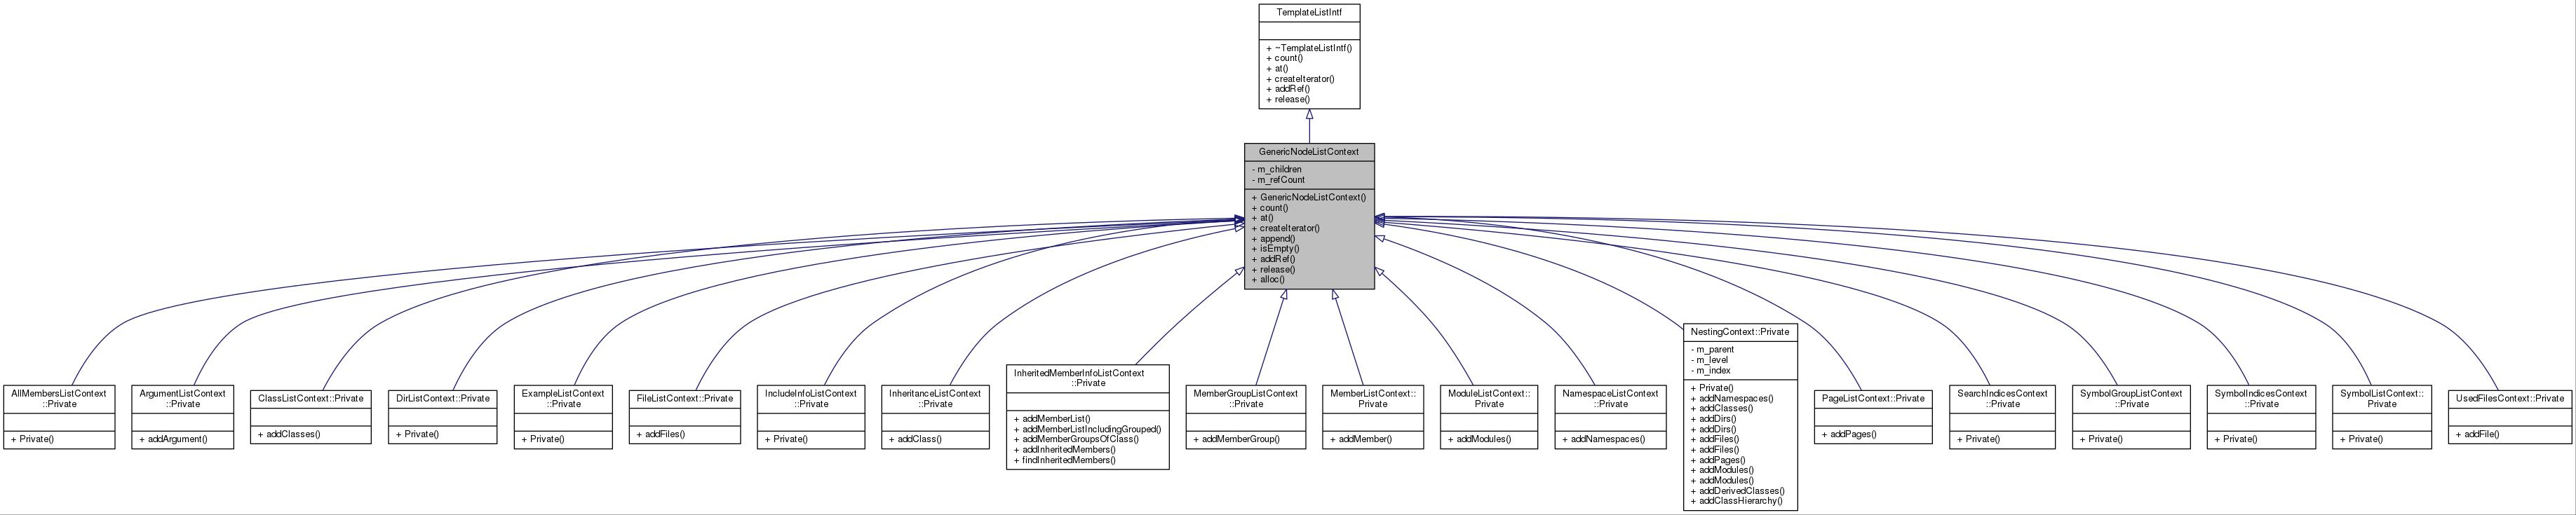 TemplateListIntf
+ ~TemplateListIntf()
+ count()
+ at()
+ createIterator()
+ addRef()
+ release()
GenericNodeListContext
- m_children
- m_refCount
+ GenericNodeListContext()
+ count()
+ at()
+ createIterator()
+ append()
+ isEmpty()
+ addRef()
+ release()
+ alloc()
AllMembersListContext
::Private
+ Private()
ArgumentListContext
::Private
+ addArgument()
ClassListContext::Private
+ addClasses()
DirListContext::Private
+ Private()
ExampleListContext
::Private
+ Private()
FileListContext::Private
+ addFiles()
IncludeInfoListContext
::Private
+ Private()
InheritanceListContext
::Private
+ addClass()
InheritedMemberInfoListContext
::Private
+ addMemberList()
+ addMemberListIncludingGrouped()
+ addMemberGroupsOfClass()
+ addInheritedMembers()
+ findInheritedMembers()
MemberGroupListContext
::Private
+ addMemberGroup()
MemberListContext::
Private
+ addMember()
ModuleListContext::
Private
+ addModules()
NamespaceListContext
::Private
+ addNamespaces()
NestingContext::Private
- m_parent
- m_level
- m_index
+ Private()
+ addNamespaces()
+ addClasses()
+ addDirs()
+ addDirs()
+ addFiles()
+ addFiles()
+ addPages()
+ addModules()
+ addModules()
+ addDerivedClasses()
+ addClassHierarchy()
PageListContext::Private
+ addPages()
SearchIndicesContext
::Private
+ Private()
SymbolGroupListContext
::Private
+ Private()
SymbolIndicesContext
::Private
+ Private()
SymbolListContext::
Private
+ Private()
UsedFilesContext::Private
+ addFile()